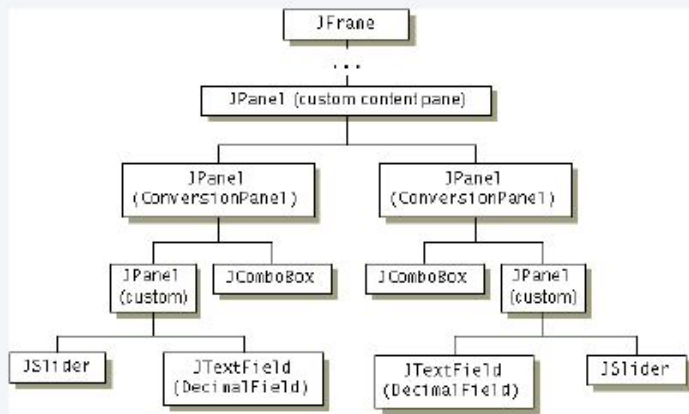 JFrame
...
JPanel (custom content pane)
JPanel
(ConversionPanel)
JPanel
(ConversionPanel)
JPanel
(custom)
JComboBox
JComboBox
JPanel
(custom)
JSlider
JTextField
(DecimalField)
JTextField
(DecimalField)
JSlider